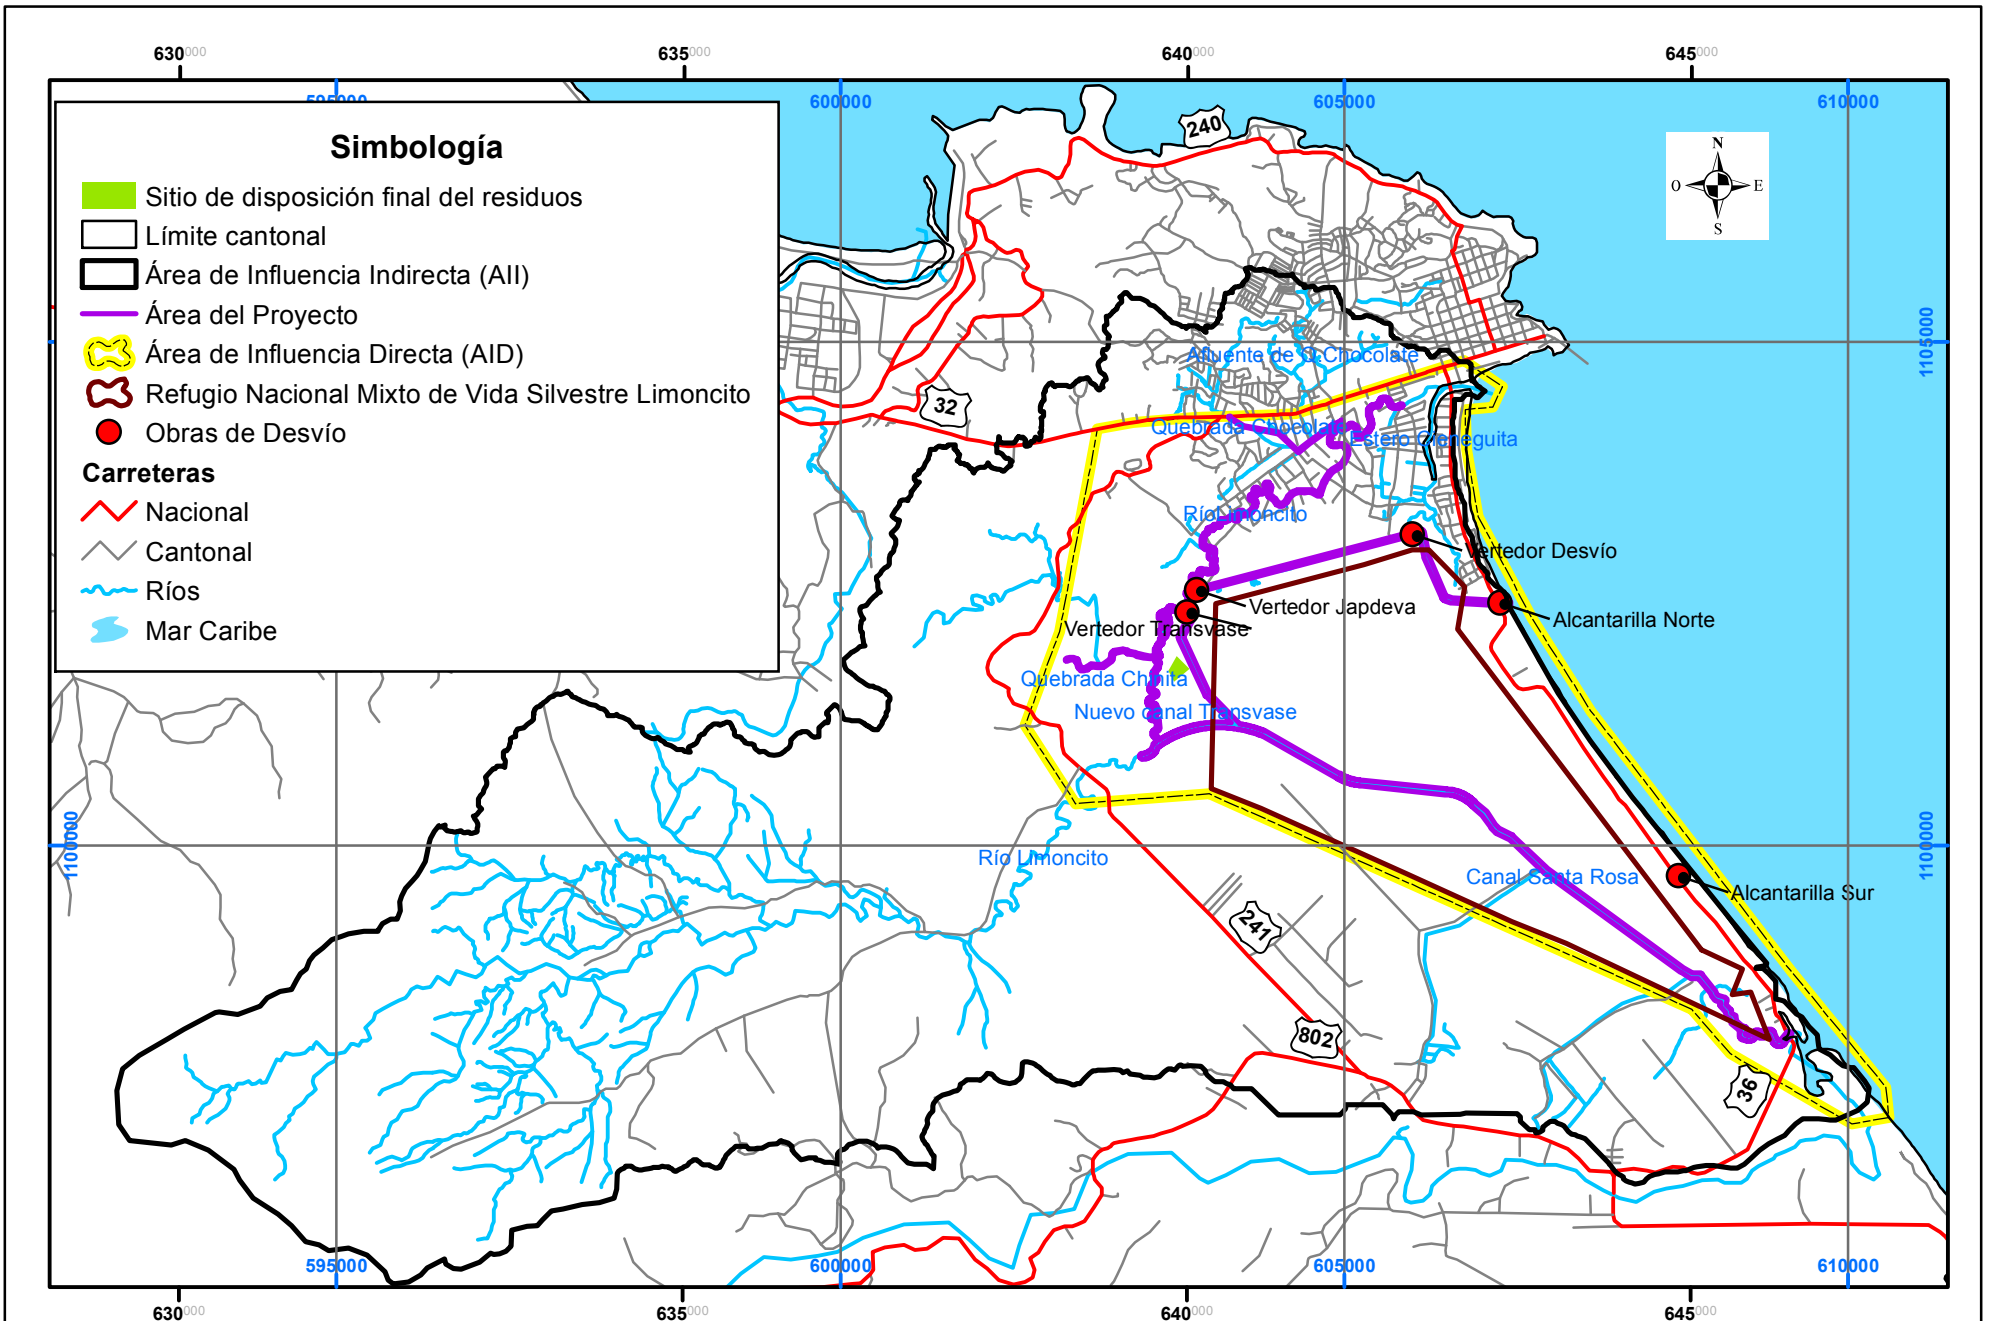 630000 635000 640000 645000
595000 600000 605000 610000
Simbología
Sitio de disposición final del residuos
Límite cantonal
Área de Influencia Indirecta (AII)
Área del Proyecto
Área de Influencia Directa (AID)
Refugio Nacional Mixto de Vida Silvestre Limoncito
Obras de Desvío
Carreteras
Nacional
Cantonal
Ríos
Mar Caribe
N
O E
S
240
32
1105000
Afluente de Q.Chocolate
Quebrada Chocolate
Estero Cieneguita
RíoLimoncito
Vertedor Desvío
Vertedor Japdeva
Alcantarilla Norte
Vertedor Transvase
Quebrada Chinita
Nuevo canal Transvase
1100000
1100000
Río Limoncito
Canal Santa Rosa
Alcantarilla Sur
241
802
36
595000 600000 605000 610000
630000 635000 640000 645000